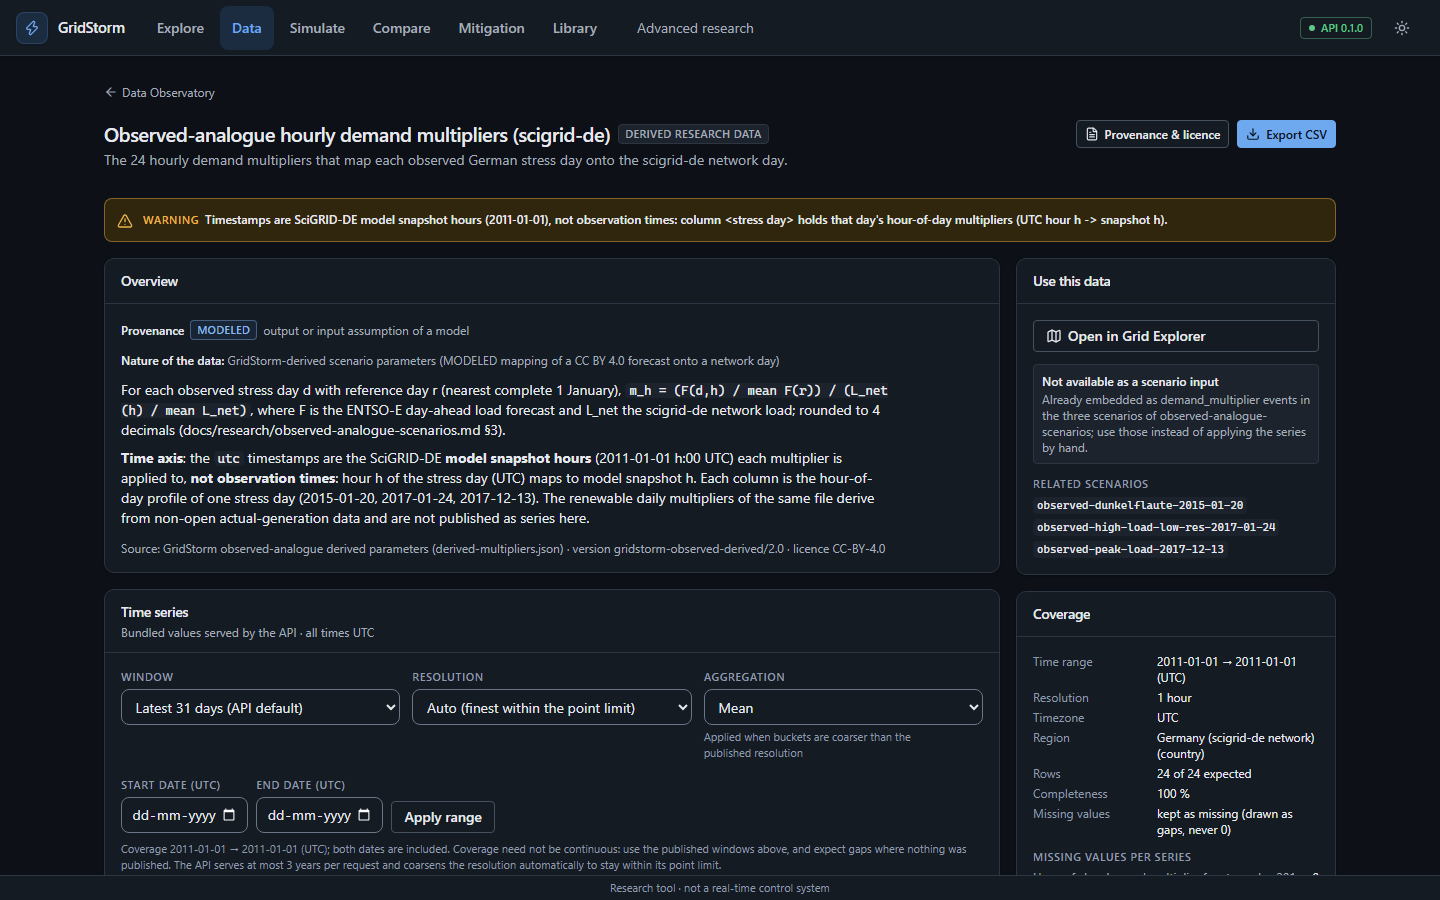 GridStorm
Explore
Data
Simulate
Compare
Mitigation
Library
Advanced research
API 0.1.0
Data Observatory
Observed-analogue hourly demand multipliers (scigrid-de)
DERIVED RESEARCH DATA
The 24 hourly demand multipliers that map each observed German stress day onto the scigrid-de network day.
Provenance & licence
Export CSV
WARNING Timestamps are SciGRID-DE model snapshot hours (2011-01-01), not observation times: column <stress day> holds that day's hour-of-day multipliers (UTC hour h -> snapshot h).
Overview
Provenance MODELED output or input assumption of a model
Nature of the data: GridStorm-derived scenario parameters (MODELED mapping of a CC BY 4.0 forecast onto a network day)
For each observed stress day d with reference day r (nearest complete 1 January), m_h = (F(d,h) / mean F(r)) / (L_net
(h) / mean L_net), where F is the ENTSO-E day-ahead load forecast and L_net the scigrid-de network load; rounded to 4
decimals (docs/research/observed-analogue-scenarios.md §3).
Time axis: the utc timestamps are the SciGRID-DE model snapshot hours (2011-01-01 h:00 UTC) each multiplier is
applied to, not observation times: hour h of the stress day (UTC) maps to model snapshot h. Each column is the hour-of-
day profile of one stress day (2015-01-20, 2017-01-24, 2017-12-13). The renewable daily multipliers of the same file derive
from non-open actual-generation data and are not published as series here.
Source: GridStorm observed-analogue derived parameters (derived-multipliers.json) · version gridstorm-observed-derived/2.0 · licence CC-BY-4.0
Use this data
Open in Grid Explorer
Not available as a scenario input
Already embedded as demand_multiplier events in
the three scenarios of observed-analogue-
scenarios; use those instead of applying the series
by hand.
RELATED SCENARIOS
observed-dunkelflaute-2015-01-20
observed-high-load-low-res-2017-01-24
observed-peak-load-2017-12-13
Time series
Bundled values served by the API · all times UTC
WINDOW
Latest 31 days (API default)
RESOLUTION
Auto (finest within the point limit)
AGGREGATION
Mean
Applied when buckets are coarser than the
published resolution
START DATE (UTC)
dd-mm-yyyy
END DATE (UTC)
dd-mm-yyyy
Apply range
Coverage 2011-01-01 → 2011-01-01 (UTC); both dates are included. Coverage need not be continuous: use the published windows above, and expect gaps where nothing was
published. The API serves at most 3 years per request and coarsens the resolution automatically to stay within its point limit.
Coverage
Time range 2011-01-01 → 2011-01-01
(UTC)
Resolution 1 hour
Timezone UTC
Region Germany (scigrid-de network)
(country)
Rows 24 of 24 expected
Completeness 100 %
Missing values kept as missing (drawn as
gaps, never 0)
MISSING VALUES PER SERIES
Research tool · not a real-time control system